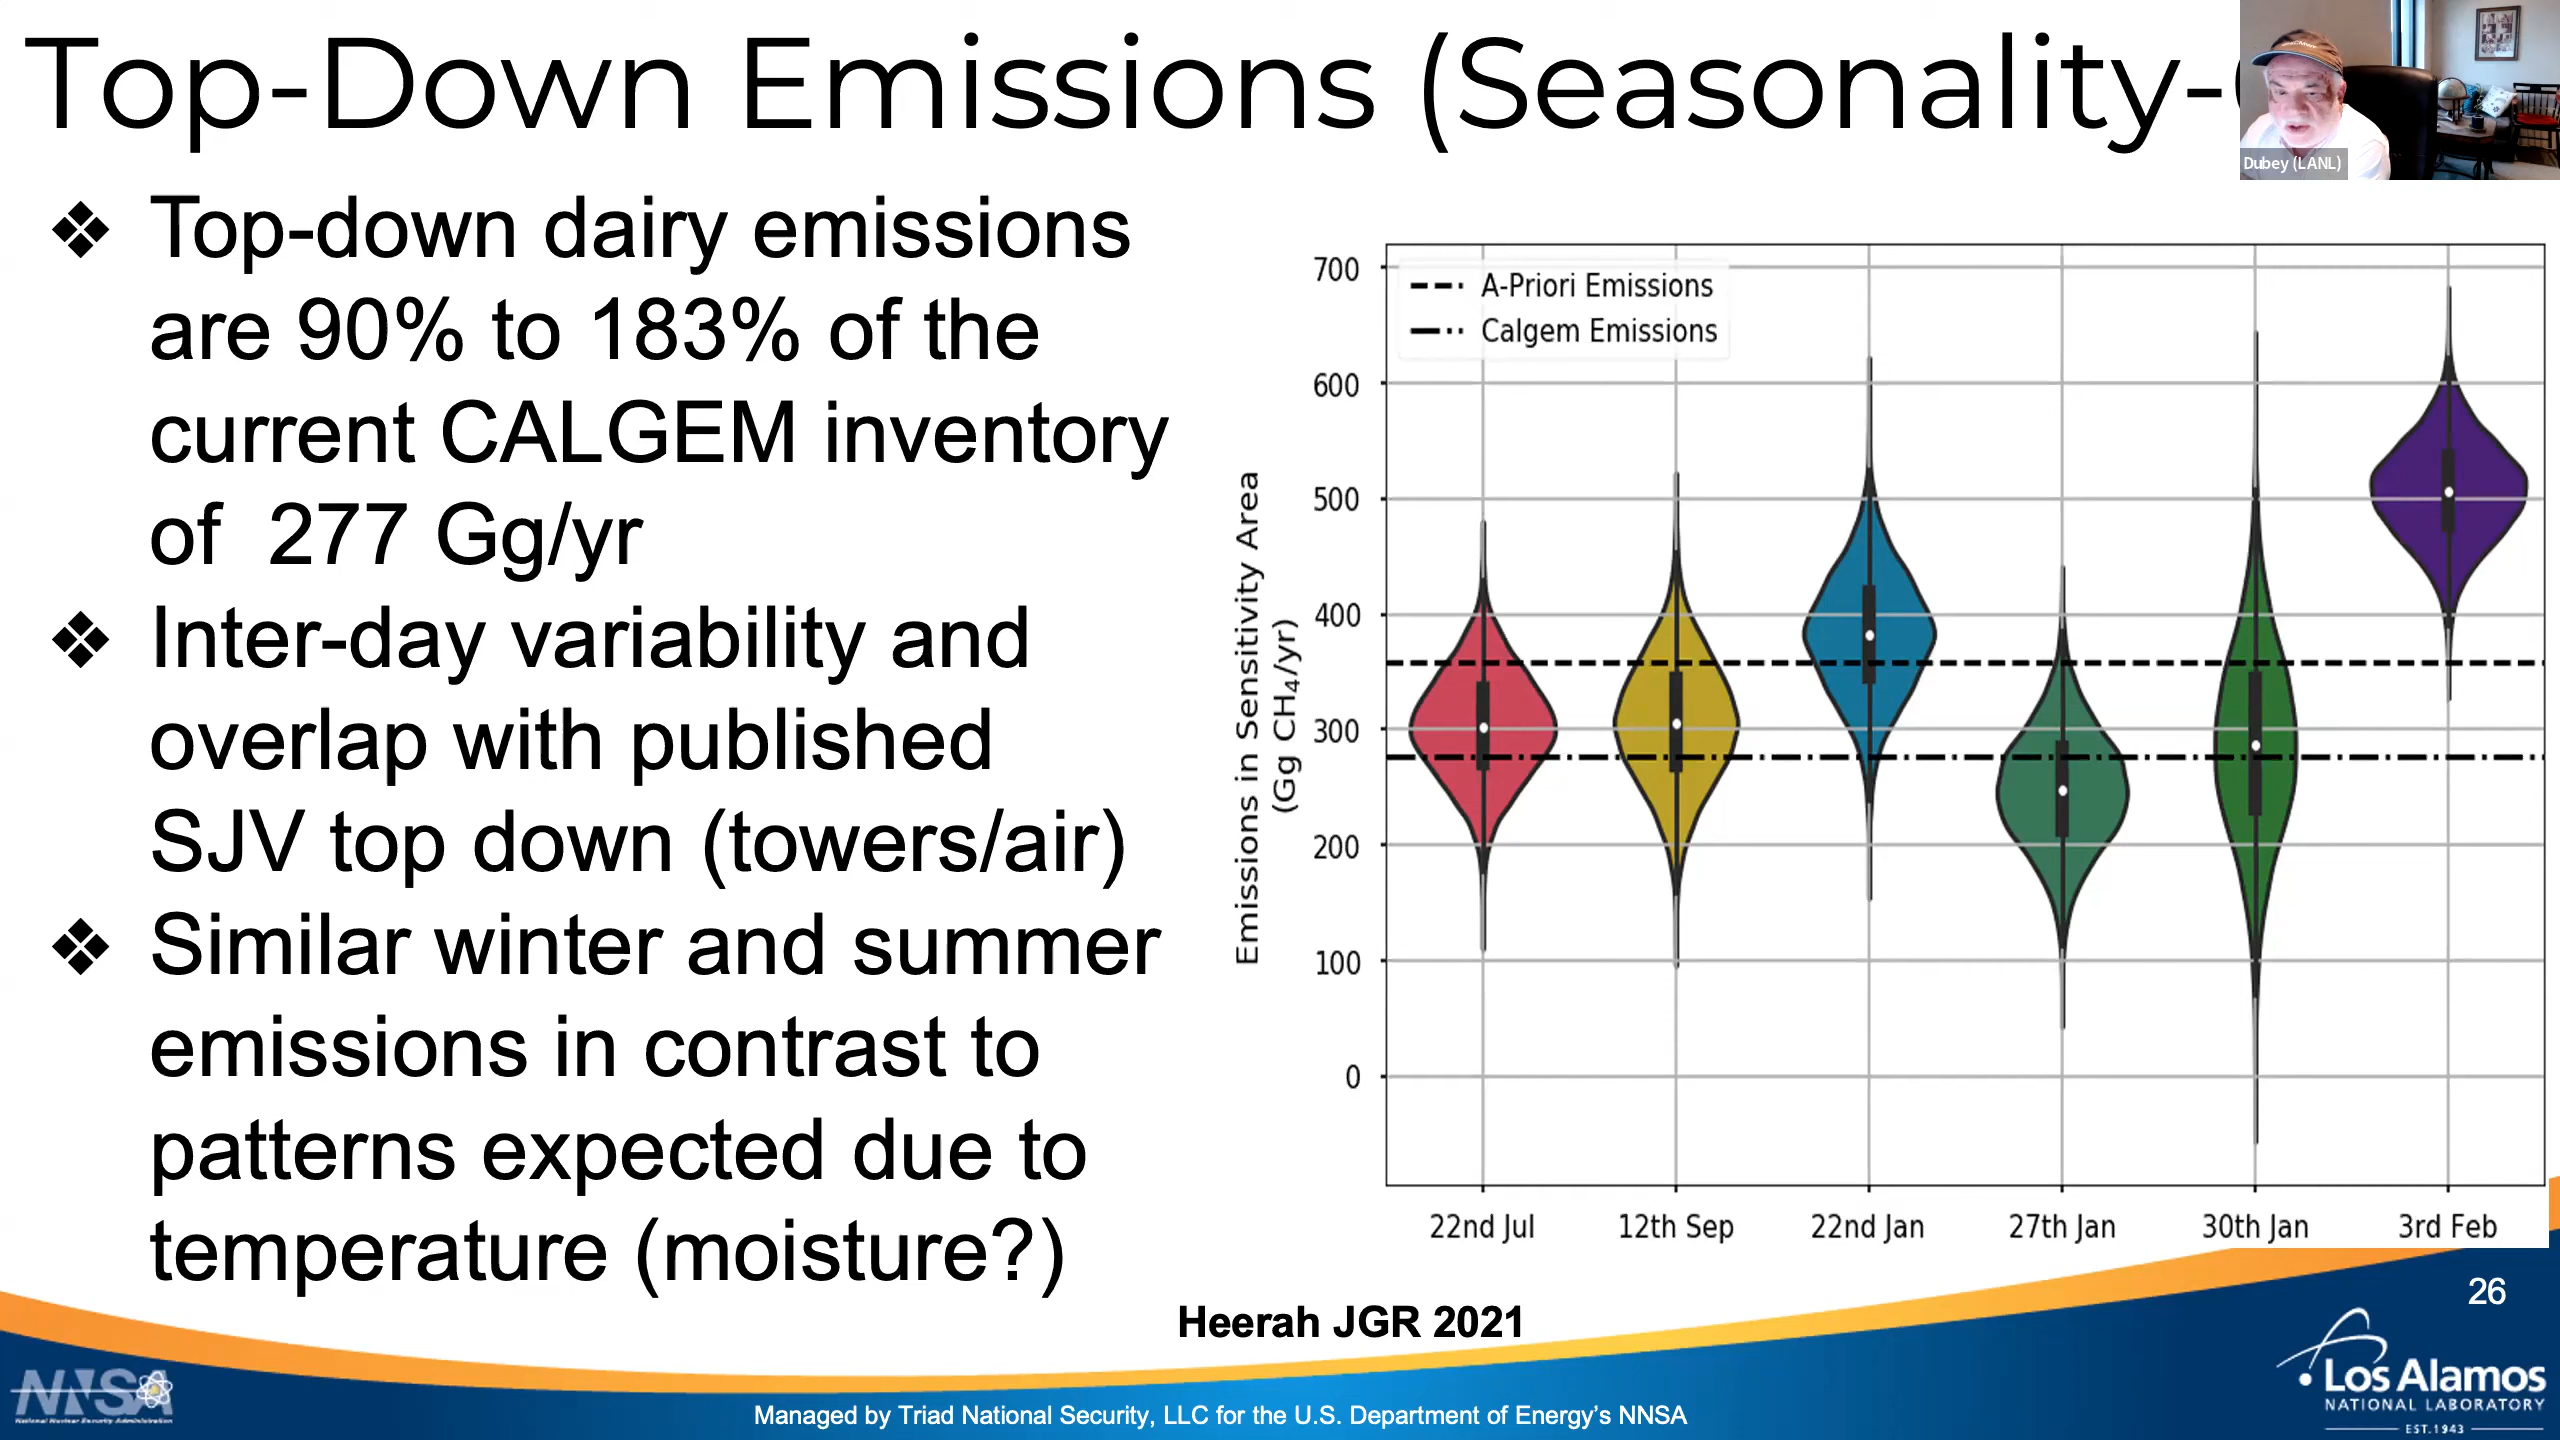 Top-Down Emissions (Seasonality-
Dubey (LANL)
❖ Top-down dairy emissions
are 90% to 183% of the
current CALGEM inventory
of 277 Gg/yr
❖ Inter-day variability and
overlap with published
SJV top down (towers/air)
❖ Similar winter and summer
emissions in contrast to
patterns expected due to
temperature (moisture?)
Emissions in Sensitivity Area
(Gg CH₄/yr)
700
600
500
400
300
200
100
0
A-Priori Emissions
Calgem Emissions
22nd Jul
12th Sep
22nd Jan
27th Jan
30th Jan
3rd Feb
Heerah JGR 2021
26
NNSA
National Nuclear Security Administration
Managed by Triad National Security, LLC for the U.S. Department of Energy’s NNSA
Los Alamos
NATIONAL LABORATORY
EST.1943